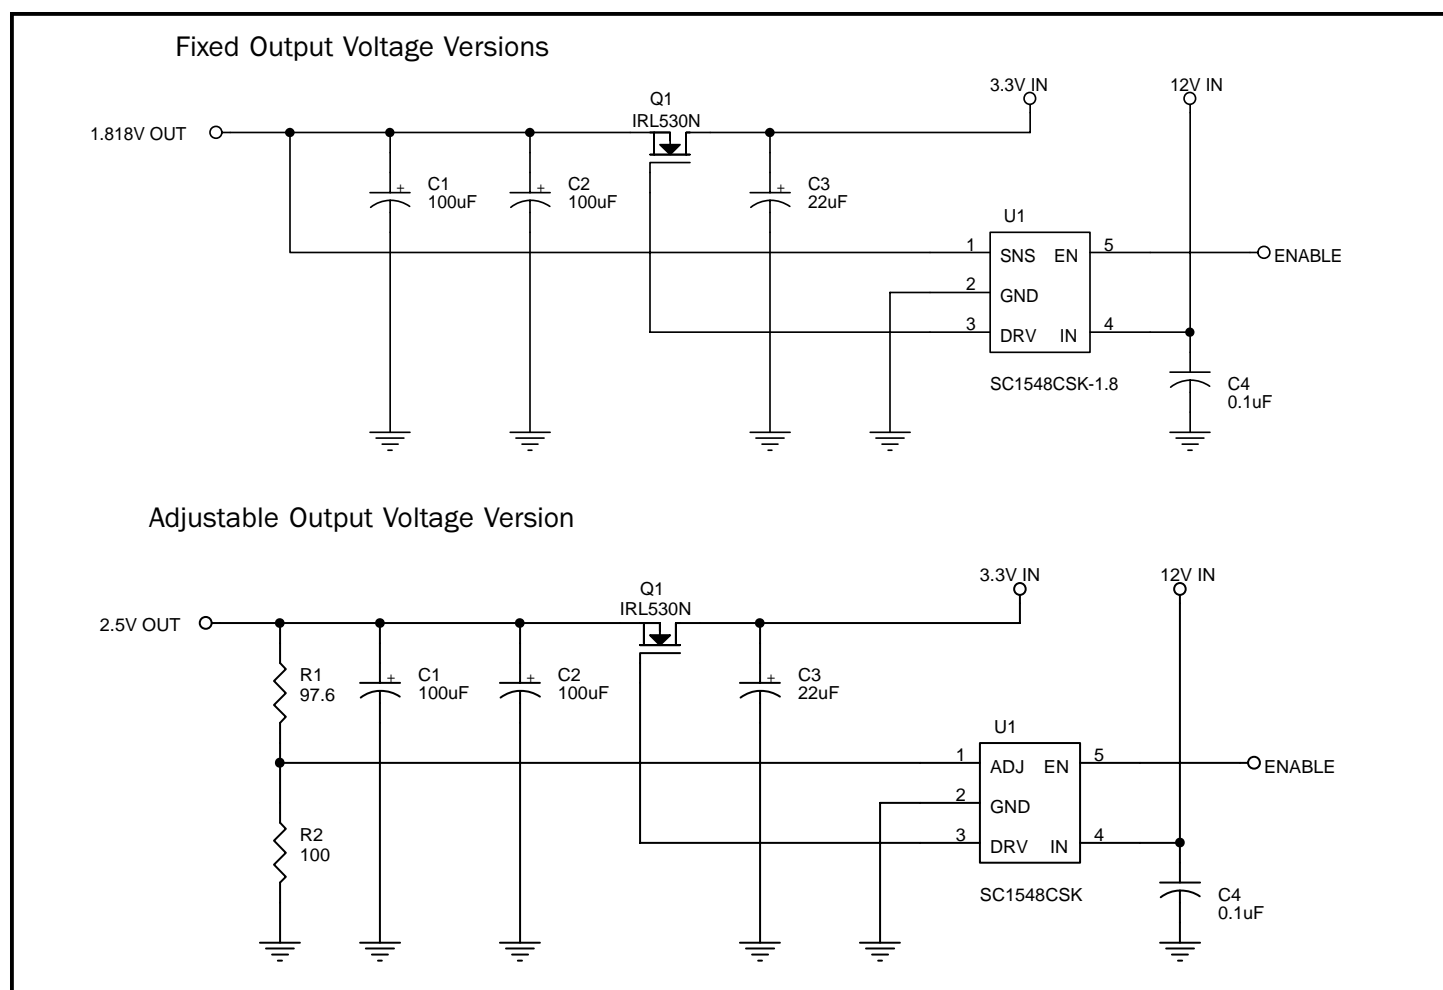 Fixed Output Voltage Versions
3.3V IN
12V IN
Q1
IRL530N
1.818V OUT
+
C1
100uF
+
C2
100uF
+
C3
22uF
U1
1
SNS
EN
5
ENABLE
2
GND
3
DRV
IN
4
SC1548CSK-1.8
C4
0.1uF
Adjustable Output Voltage Version
3.3V IN
12V IN
Q1
IRL530N
2.5V OUT
R1
97.6
+
C1
100uF
+
C2
100uF
+
C3
22uF
U1
1
ADJ
EN
5
ENABLE
2
GND
R2
100
3
DRV
IN
4
SC1548CSK
C4
0.1uF